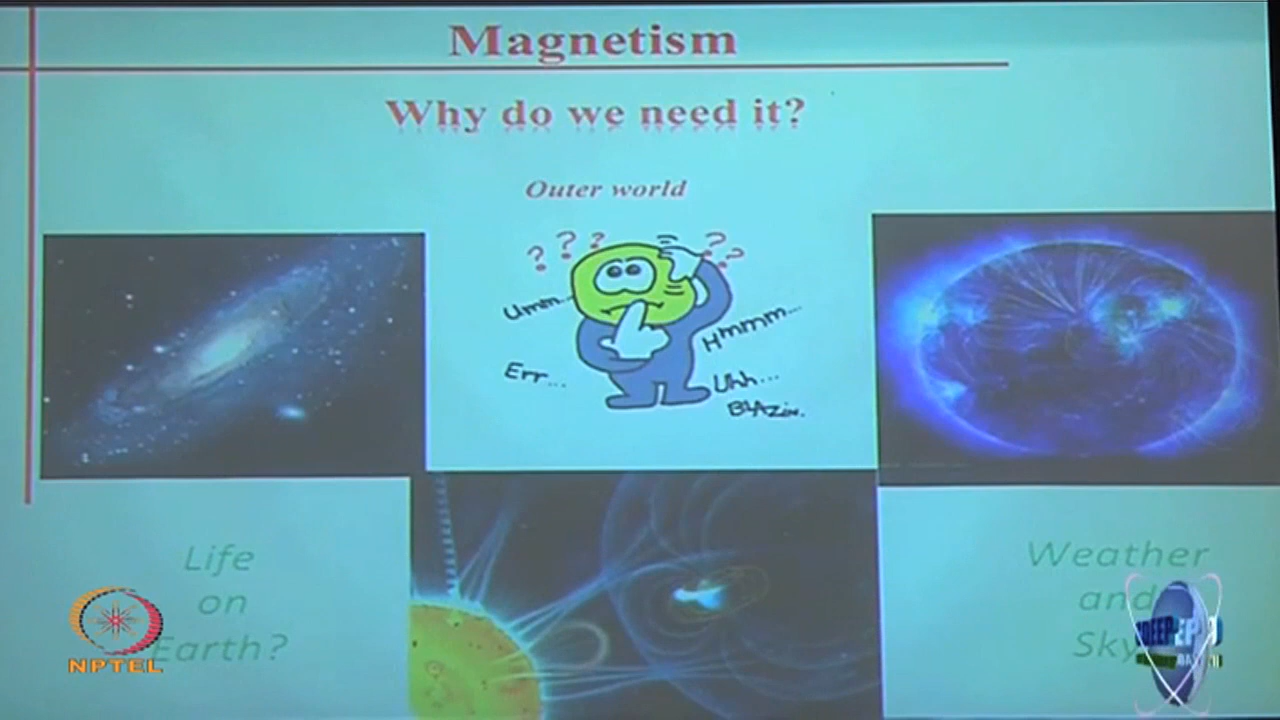 Magnetism
Why do we need it?
Outer world
? ? ?
? ? ?
Umm...
Hmmm...
Err...
Uhh...
Life
on
Earth?
Weather
and
Sky
NPTEL